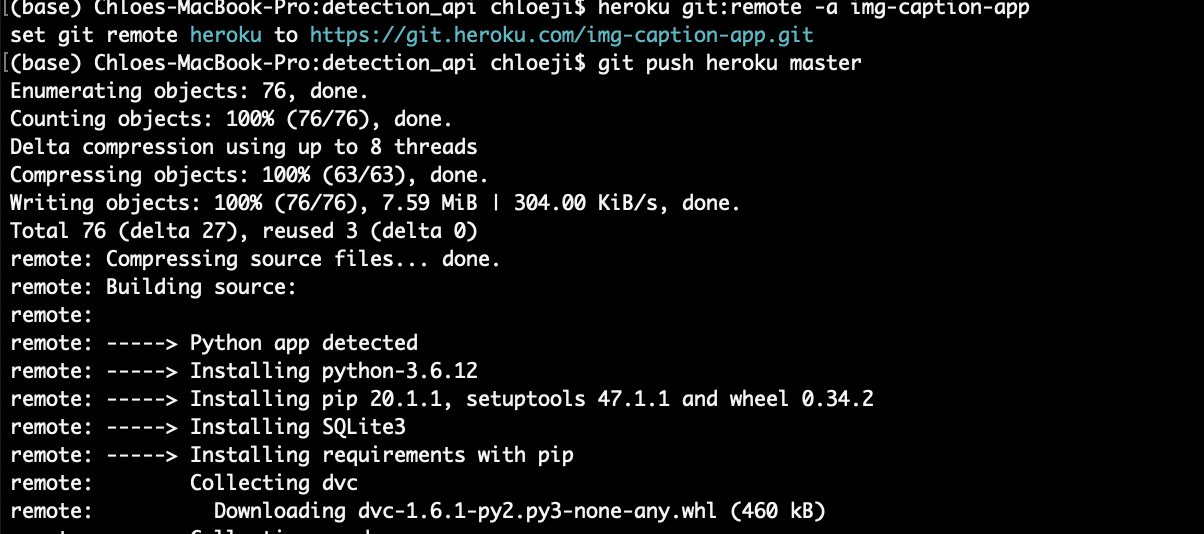 (base) Chloes-MacBook-Pro:detection_api chloeji$ heroku git:remote -a img-caption-app
set git remote heroku to https://git.heroku.com/img-caption-app.git
[(base) Chloes-MacBook-Pro:detection_api chloeji$ git push heroku master
Enumerating objects: 76, done.
Counting objects: 100% (76/76), done.
Delta compression using up to 8 threads
Compressing objects: 100% (63/63), done.
Writing objects: 100% (76/76), 7.59 MiB | 304.00 KiB/s, done.
Total 76 (delta 27), reused 3 (delta 0)
remote: Compressing source files... done.
remote: Building source:
remote:
remote: -----> Python app detected
remote: -----> Installing python-3.6.12
remote: -----> Installing pip 20.1.1, setuptools 47.1.1 and wheel 0.34.2
remote: -----> Installing SQLite3
remote: -----> Installing requirements with pip
remote:        Collecting dvc
remote:          Downloading dvc-1.6.1-py2.py3-none-any.whl (460 kB)